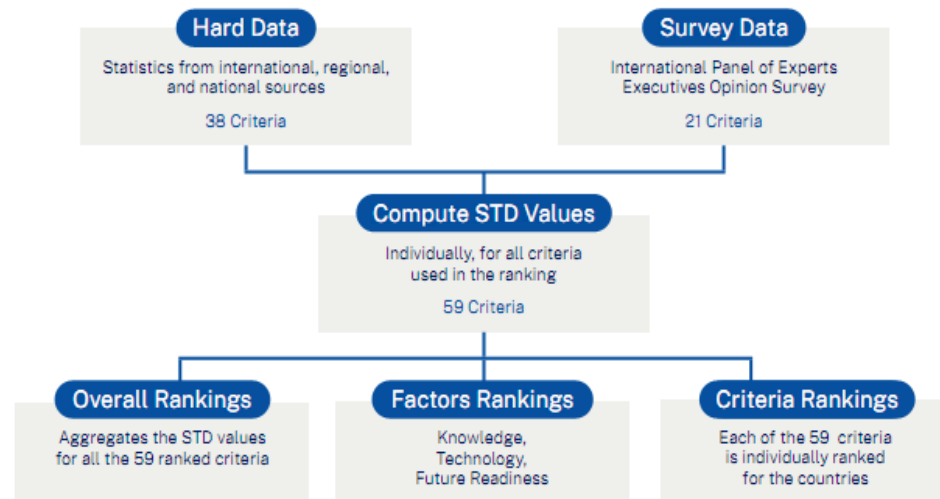 Hard Data
Statistics from international, regional,
and national sources
38 Criteria
Survey Data
International Panel of Experts
Executives Opinion Survey
21 Criteria
Compute STD Values
Individually, for all criteria
used in the ranking
59 Criteria
Overall Rankings
Aggregates the STD values
for all the 59 ranked criteria
Factors Rankings
Knowledge,
Technology,
Future Readiness
Criteria Rankings
Each of the 59 criteria
is individually ranked
for the countries